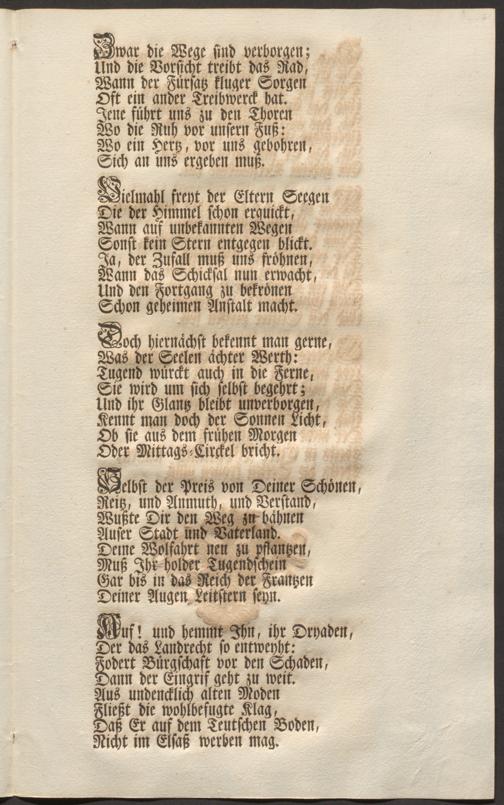 Zwar die Wege sind verborgen;
Und die Vorsicht treibt das Rad,
Wann der Fürsatz kluger Sorgen
Oft ein ander Treibwerck hat.
Jene führt uns zu den Thoren
Wo die Ruh vor unsern Fuß:
Wo ein Hertz, vor uns gebohren,
Sich an uns ergeben muß.
Vielmahl freyt der Eltern Seegen
Die der Himmel schon erquickt,
Wann auf unbekannten Wegen
Sonst kein Stern entgegen blickt.
Ja, der Zufall muß uns fröhnen,
Wann das Schicksal nun erwacht,
Und den Fortgang zu bekrönen
Schon geheimen Anstalt macht.
Doch hiernächst bekennt man gerne,
Was der Seelen ächter Werth:
Tugend würckt auch in die Ferne,
Sie wird um sich selbst begehrt;
Und ihr Glantz bleibt unverborgen,
Kennt man doch der Sonnen Licht,
Ob sie aus dem frühen Morgen
Oder Mittags-Circkel bricht.
Selbst der Preis von Deiner Schönen,
Reitz, und Anmuth, und Verstand,
Wußte Dir den Weg zu bähnen
Auser Stadt und Vaterland.
Deine Wolfahrt neu zu pflantzen,
Muß Ihr holder Tugendschein
Gar bis in das Reich der Frantzen
Deiner Augen Leitstern seyn.
Auf! und hemmt Ihn, ihr Dryaden,
Der das Landrecht so entweyht:
Fodert Bürgschaft vor den Schaden,
Dann der Eingrif geht zu weit.
Aus undencklich alten Moden
Fließt die wohlbefugte Klag,
Daß Er auf dem Teutschen Boden,
Nicht im Elsaß werben mag.